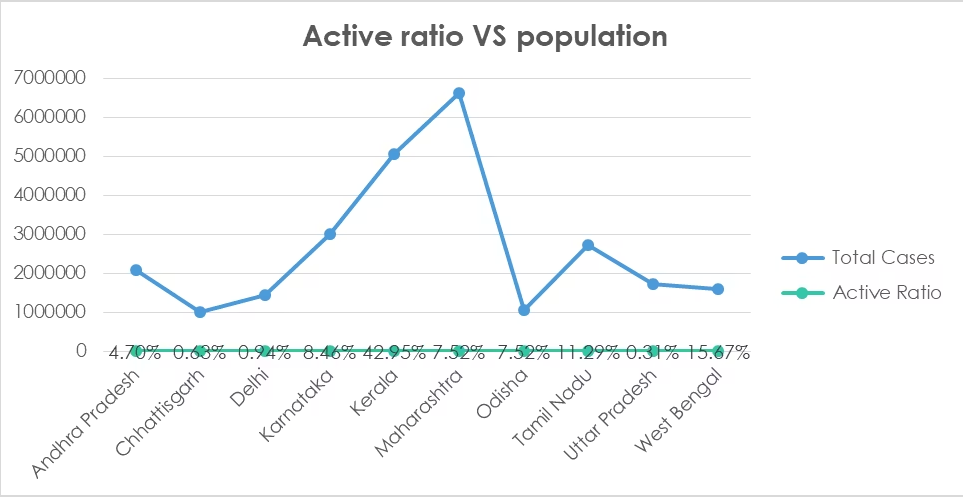 Active ratio VS population
7000000
6000000
5000000
4000000
3000000
2000000
1000000
0
4.70% 0.63% 0.94% 8.46% 42.95% 7.52% 7.52% 11.29% 0.31% 15.67%
Andhra Pradesh
Chhattisgarh
Delhi
Karnataka
Kerala
Maharashtra
Odisha
Tamil Nadu
Uttar Pradesh
West Bengal
Total Cases
Active Ratio